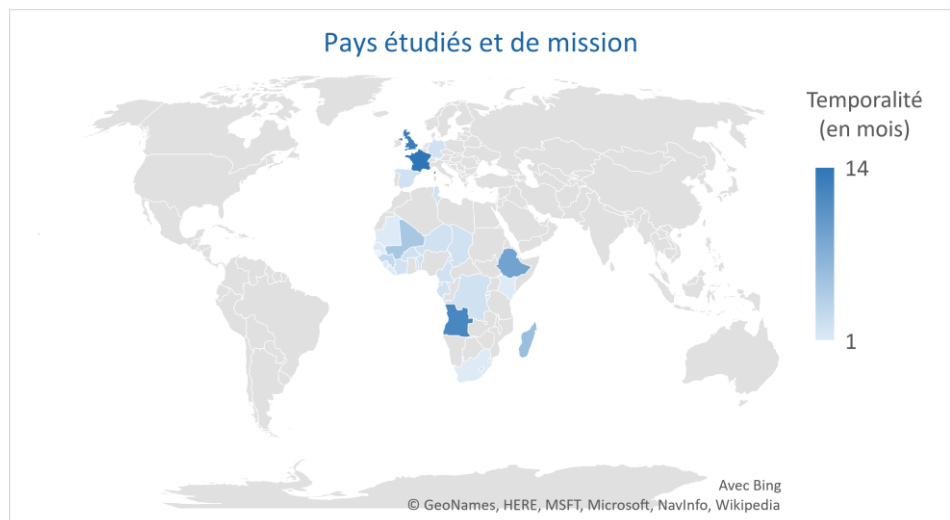 Pays étudiés et de mission
Temporalité
(en mois)
14
1
Avec Bing
© GeoNames, HERE, MSFT, Microsoft, NavInfo, Wikipedia